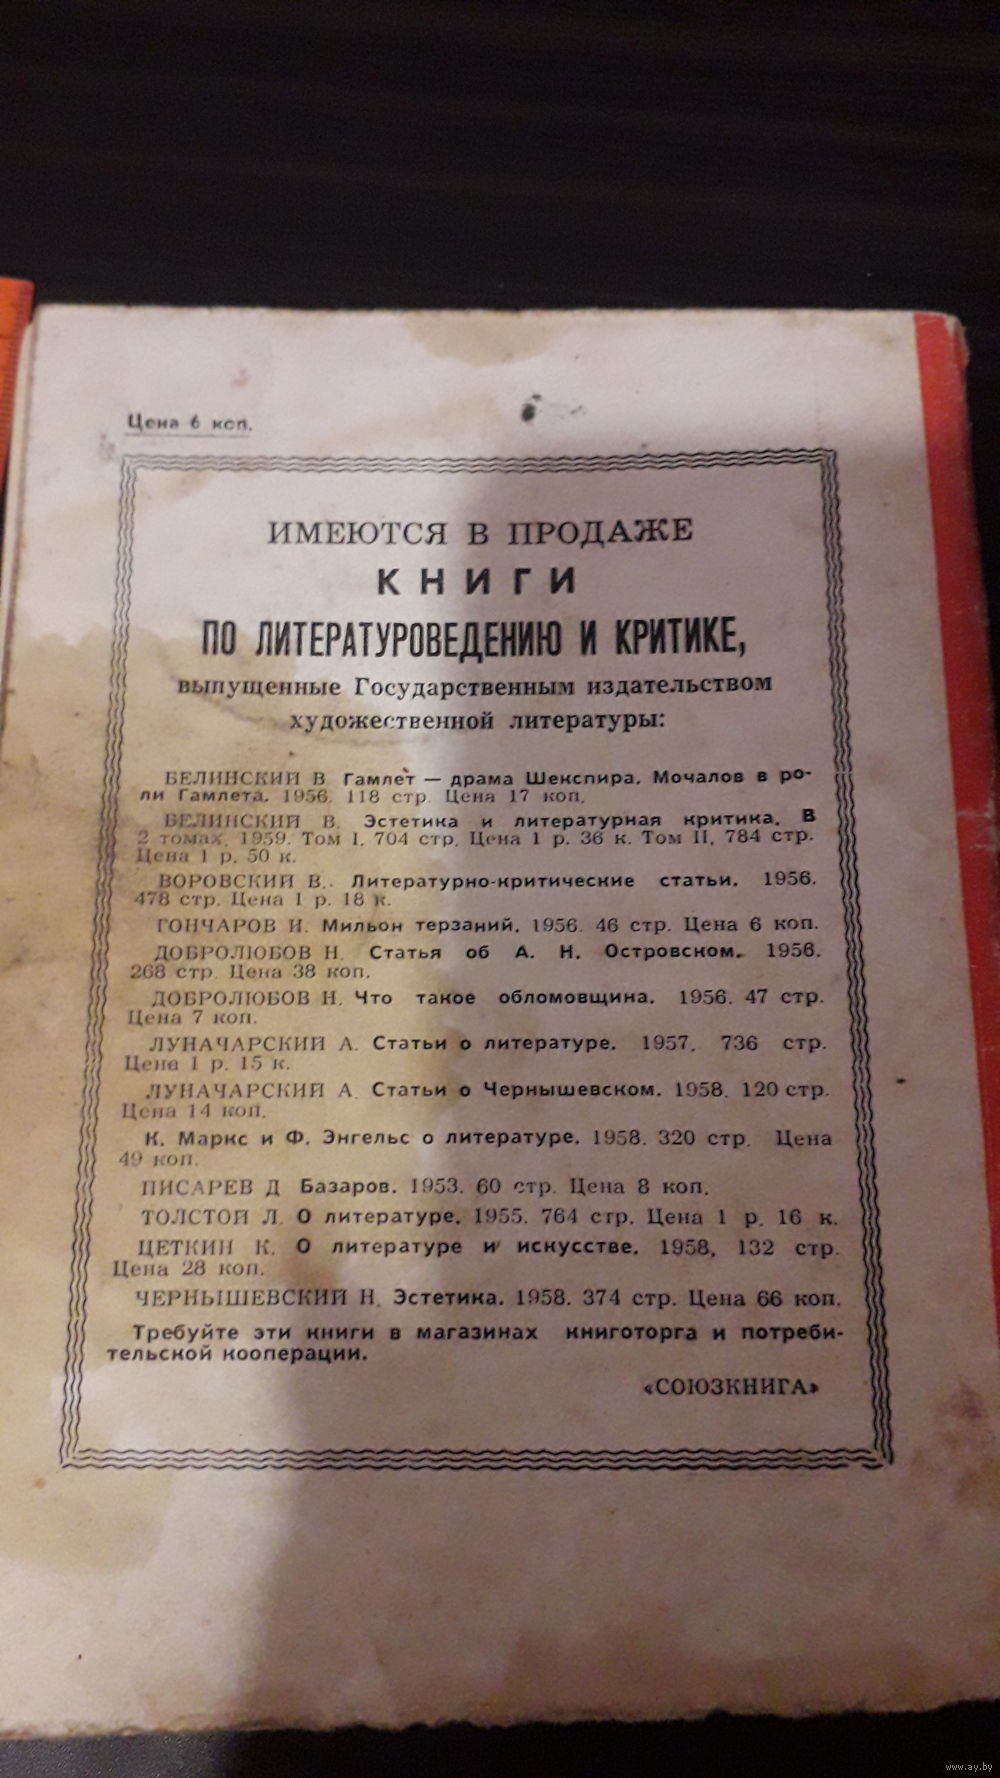 Цена 6 коп.
ИМЕЮТСЯ В ПРОДАЖЕ
КНИГИ
ПО ЛИТЕРАТУРОВЕДЕНИЮ И КРИТИКЕ,
выпущенные Государственным издательством
художественной литературы:
БЕЛИНСКИЙ В. Гамлет — драма Шекспира. Мочалов в ро-
ли Гамлета. 1956. 118 стр. Цена 17 коп.
БЕЛИНСКИЙ В. Эстетика и литературная критика. В
2 томах. 1959. Том I. 704 стр. Цена 1 р. 36 к. Том II, 784 стр.
Цена 1 р. 50 к.
ВОРОВСКИЙ В. Литературно-критические статьи. 1956.
478 стр. Цена 1 р. 18 к.
ГОНЧАРОВ И. Мильон терзаний. 1956. 46 стр. Цена 6 коп.
ДОБРОЛЮБОВ Н. Статья об А. Н. Островском. 1956.
268 стр. Цена 38 коп.
ДОБРОЛЮБОВ Н. Что такое обломовщина. 1956. 47 стр.
Цена 7 коп.
ЛУНАЧАРСКИЙ А. Статьи о литературе. 1957. 736 стр.
Цена 1 р. 15 к.
ЛУНАЧАРСКИЙ А. Статьи о Чернышевском. 1958. 120 стр.
Цена 14 коп.
К. Маркс и Ф. Энгельс о литературе. 1958. 320 стр. Цена
49 коп.
ПИСАРЕВ Д. Базаров. 1953. 60 стр. Цена 8 коп.
ТОЛСТОЙ Л. О литературе. 1955. 764 стр. Цена 1 р. 16 к.
ЦЕТКИН К. О литературе и искусстве. 1958, 132 стр.
Цена 28 коп.
ЧЕРНЫШЕВСКИЙ Н. Эстетика. 1958. 374 стр. Цена 66 коп.
Требуйте эти книги в магазинах книготорга и потреби-
тельской кооперации.
«СОЮЗКНИГА»
www.ay.by